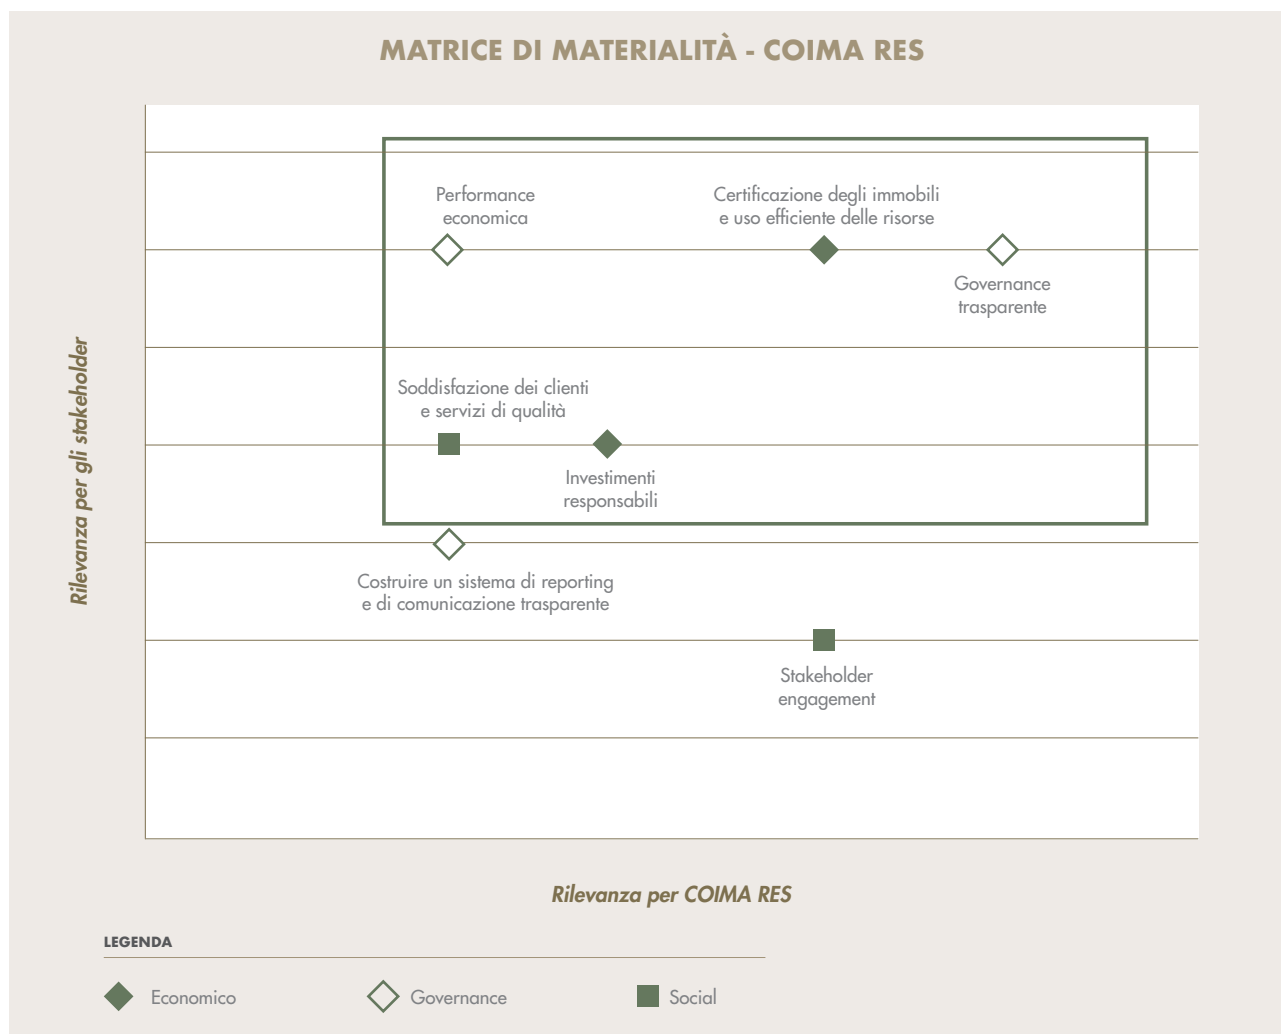 MATRICE DI MATERIALITÀ - COIMA RES
Performance
economica
Certificazione degli immobili
e uso efficiente delle risorse
Governance
trasparente
Soddisfazione dei clienti
e servizi di qualità
Investimenti
responsabili
Costruire un sistema di reporting
e di comunicazione trasparente
Stakeholder
engagement
Rilevanza per gli stakeholder
Rilevanza per COIMA RES
LEGENDA
Economico
Governance
Social